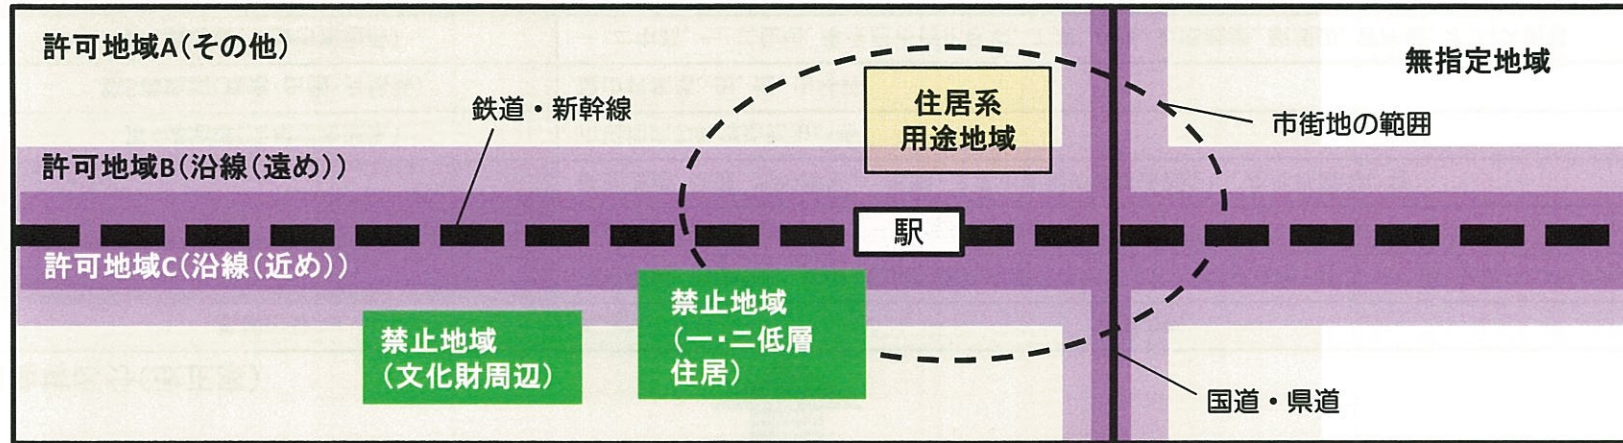 許可地域A(その他)
無指定地域
鉄道・新幹線
住居系
用途地域
市街地の範囲
許可地域B(沿線(遠め))
駅
許可地域C(沿線(近め))
禁止地域
(一・二低層
住居)
禁止地域
(文化財周辺)
国道・県道